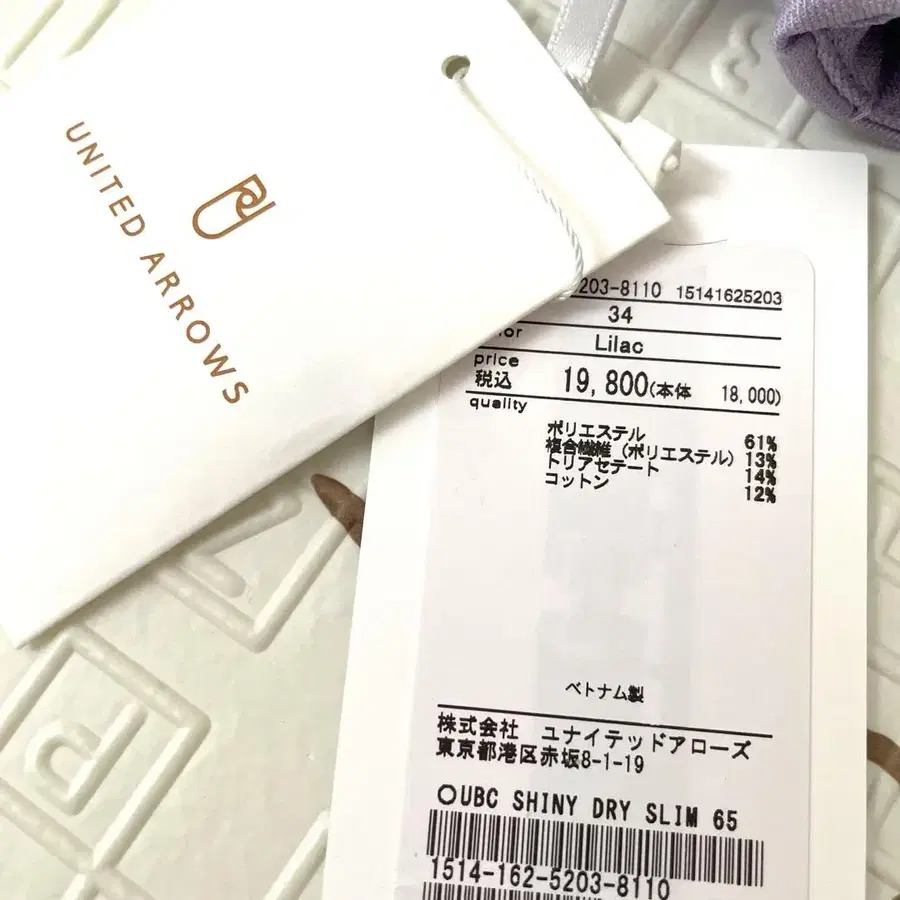 UNITED ARROWS
203-8110 15141625203
34
Lilac
price
税込 19,800(本体 18,000)
quality
ポリエステル 61%
複合繊維 (ポリエステル) 13%
トリアセテート 14%
コットン 12%
ベトナム製
株式会社 ユナイテッドアローズ
東京都港区赤坂8-1-19
○UBC SHINY DRY SLIM 65
1514-162-5203-8110